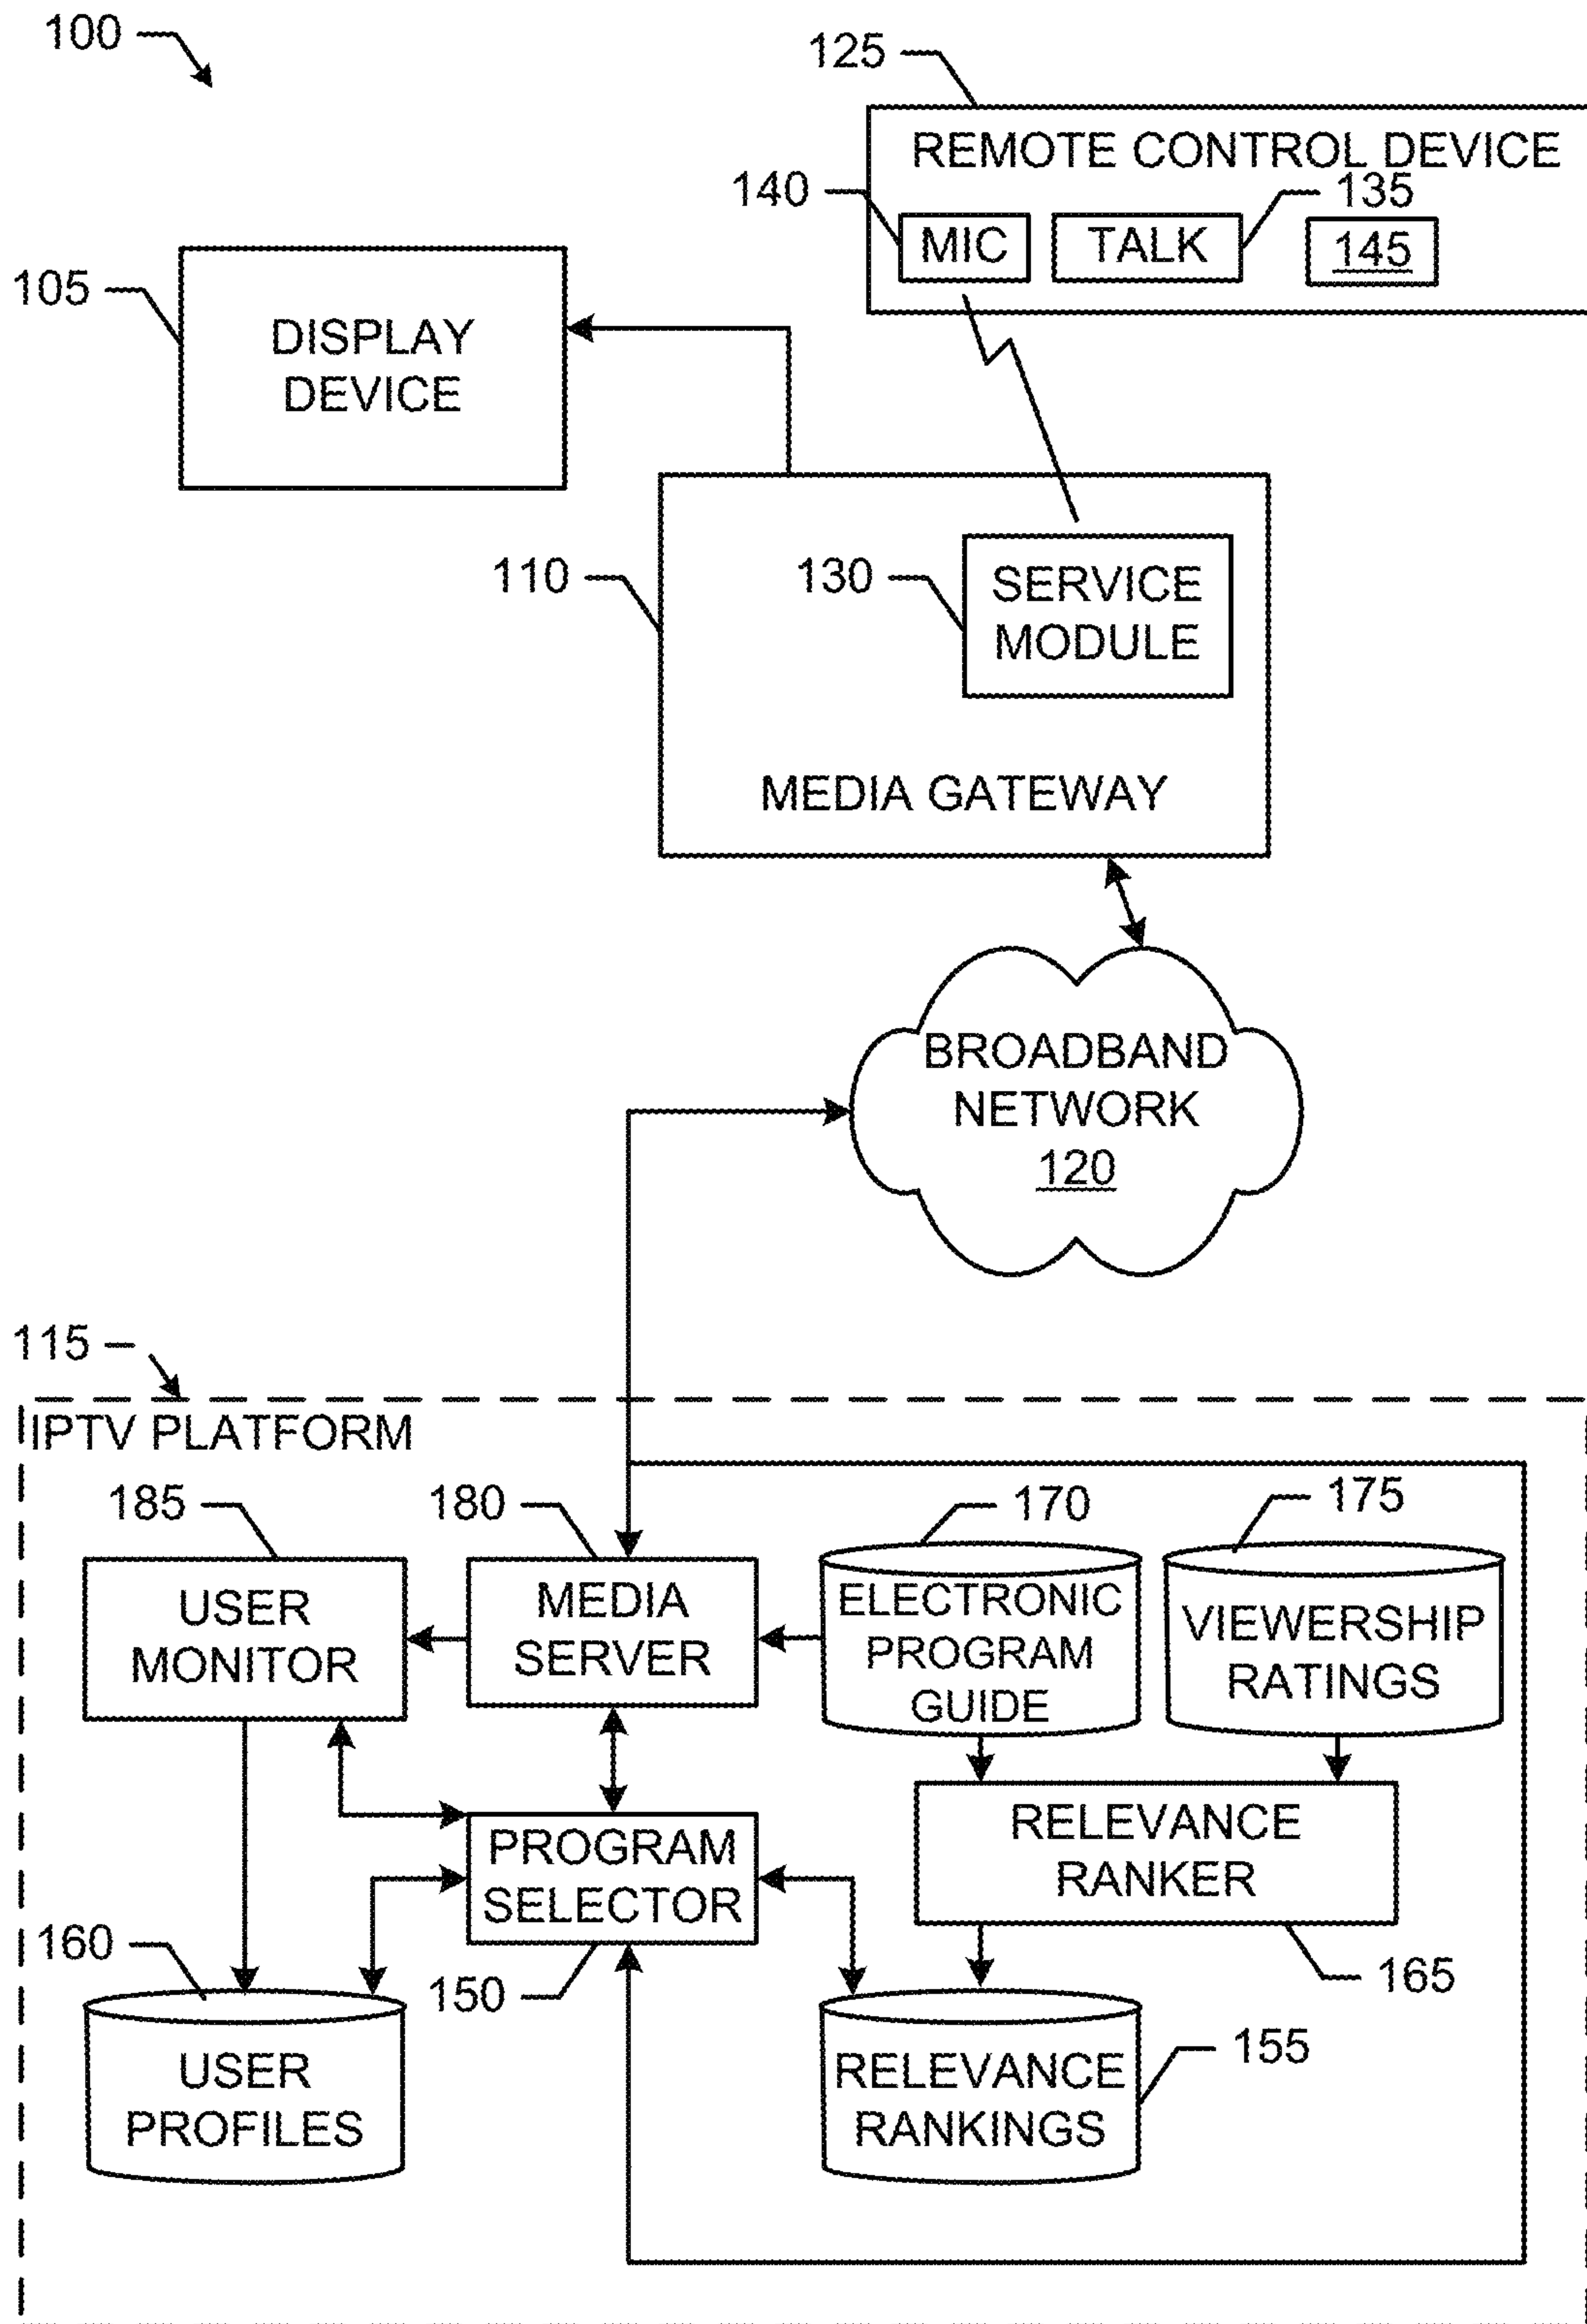 100
125
REMOTE CONTROL DEVICE
140
135
MIC
TALK
145
105
DISPLAY
DEVICE
110
130
SERVICE
MODULE
MEDIA GATEWAY
BROADBAND
NETWORK
120
115
IPTV PLATFORM
185
180
170
175
USER
MONITOR
MEDIA
SERVER
ELECTRONIC
PROGRAM
GUIDE
VIEWERSHIP
RATINGS
PROGRAM
SELECTOR
RELEVANCE
RANKER
160
150
165
USER
PROFILES
RELEVANCE
RANKINGS
155